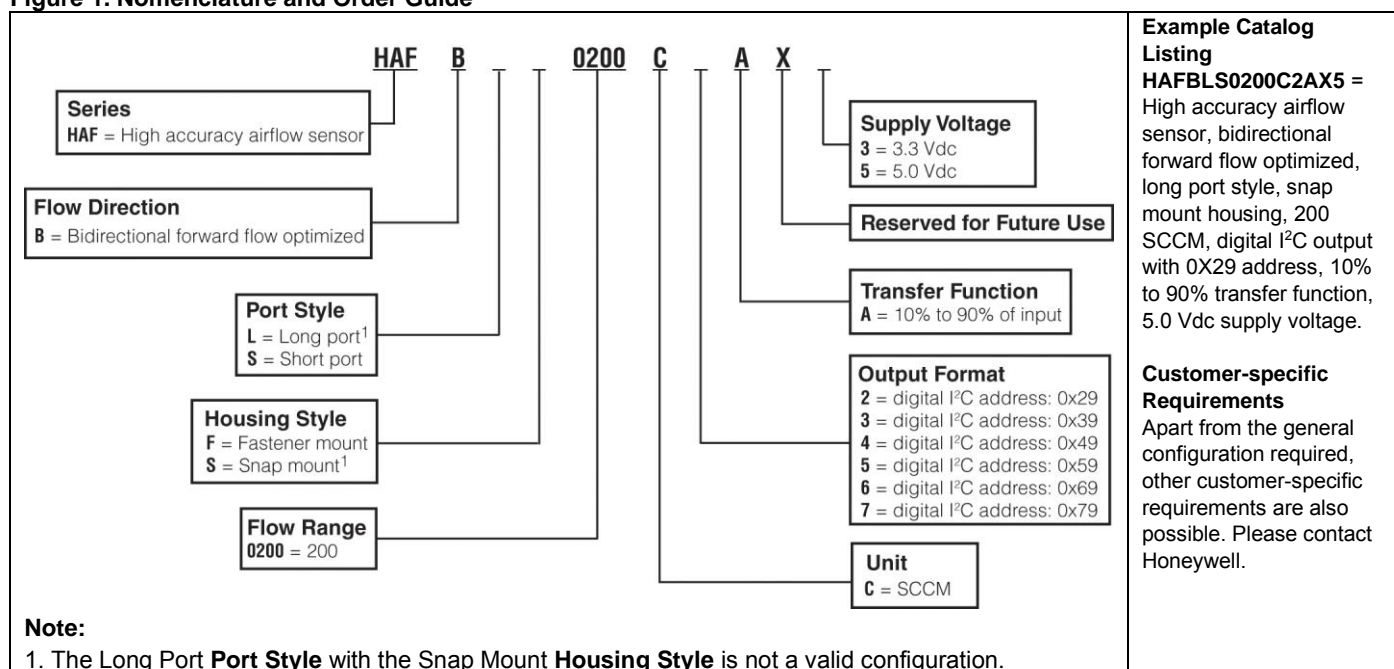 Figure 1. Nomenclature and Order Guide
HAF B _ _ 0200 C _ A X _
Series
HAF = High accuracy airflow sensor
Flow Direction
B = Bidirectional forward flow optimized
Port Style
L = Long port¹
S = Short port
Housing Style
F = Fastener mount
S = Snap mount¹
Flow Range
0200 = 200
Supply Voltage
3 = 3.3 Vdc
5 = 5.0 Vdc
Reserved for Future Use
Transfer Function
A = 10% to 90% of input
Output Format
2 = digital I²C address: 0x29
3 = digital I²C address: 0x39
4 = digital I²C address: 0x49
5 = digital I²C address: 0x59
6 = digital I²C address: 0x69
7 = digital I²C address: 0x79
Unit
C = SCCM
Note:
1. The Long Port Port Style with the Snap Mount Housing Style is not a valid configuration.
Example Catalog
Listing
HAFBLS0200C2AX5 =
High accuracy airflow
sensor, bidirectional
forward flow optimized,
long port style, snap
mount housing, 200
SCCM, digital I²C output
with 0X29 address, 10%
to 90% transfer function,
5.0 Vdc supply voltage.
Customer-specific
Requirements
Apart from the general
configuration required,
other customer-specific
requirements are also
possible. Please contact
Honeywell.